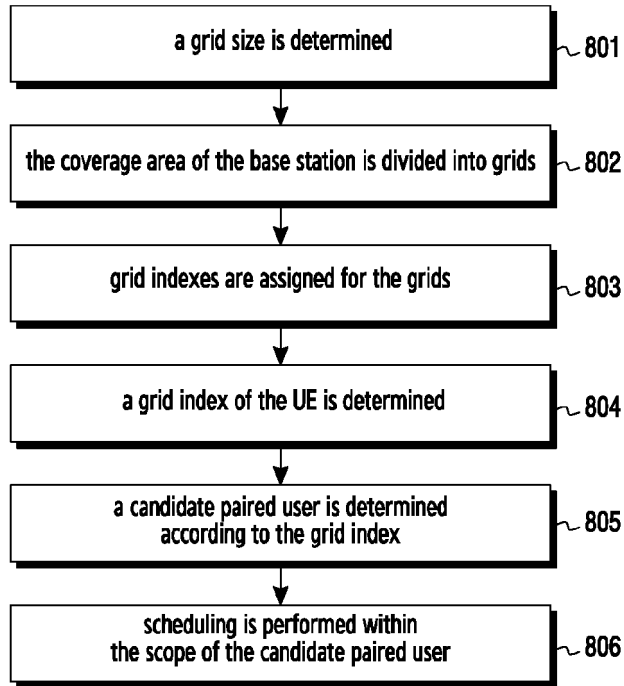 a grid size is determined
801
the coverage area of the base station is divided into grids
802
grid indexes are assigned for the grids
803
a grid index of the UE is determined
804
a candidate paired user is determined
according to the grid index
805
scheduling is performed within
the scope of the candidate paired user
806